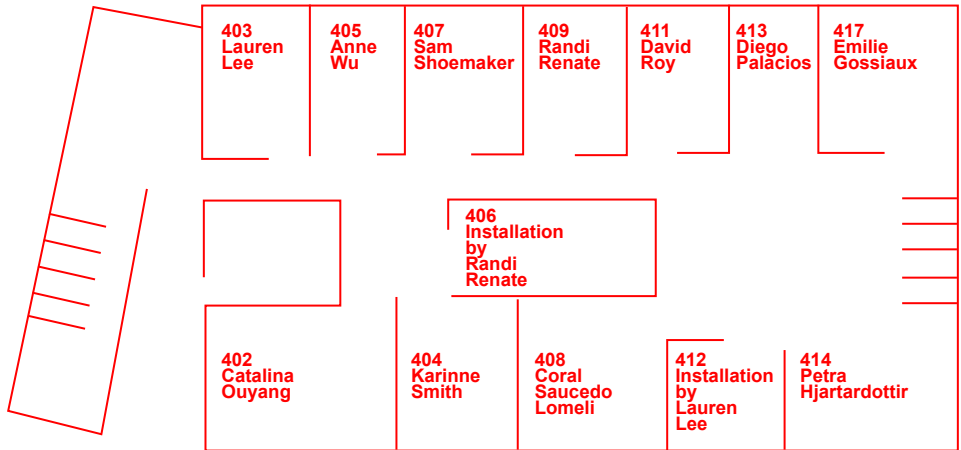 403
Lauren
Lee
405
Anne
Wu
407
Sam
Shoemaker
409
Randi
Renate
411
David
Roy
413
Diego
Palacios
417
Emilie
Gossiaux
406
Installation
by
Randi
Renate
402
Catalina
Ouyang
404
Karinne
Smith
408
Coral
Saucedo
Lomeli
412
Installation
by
Lauren
Lee
414
Petra
Hjartardottir